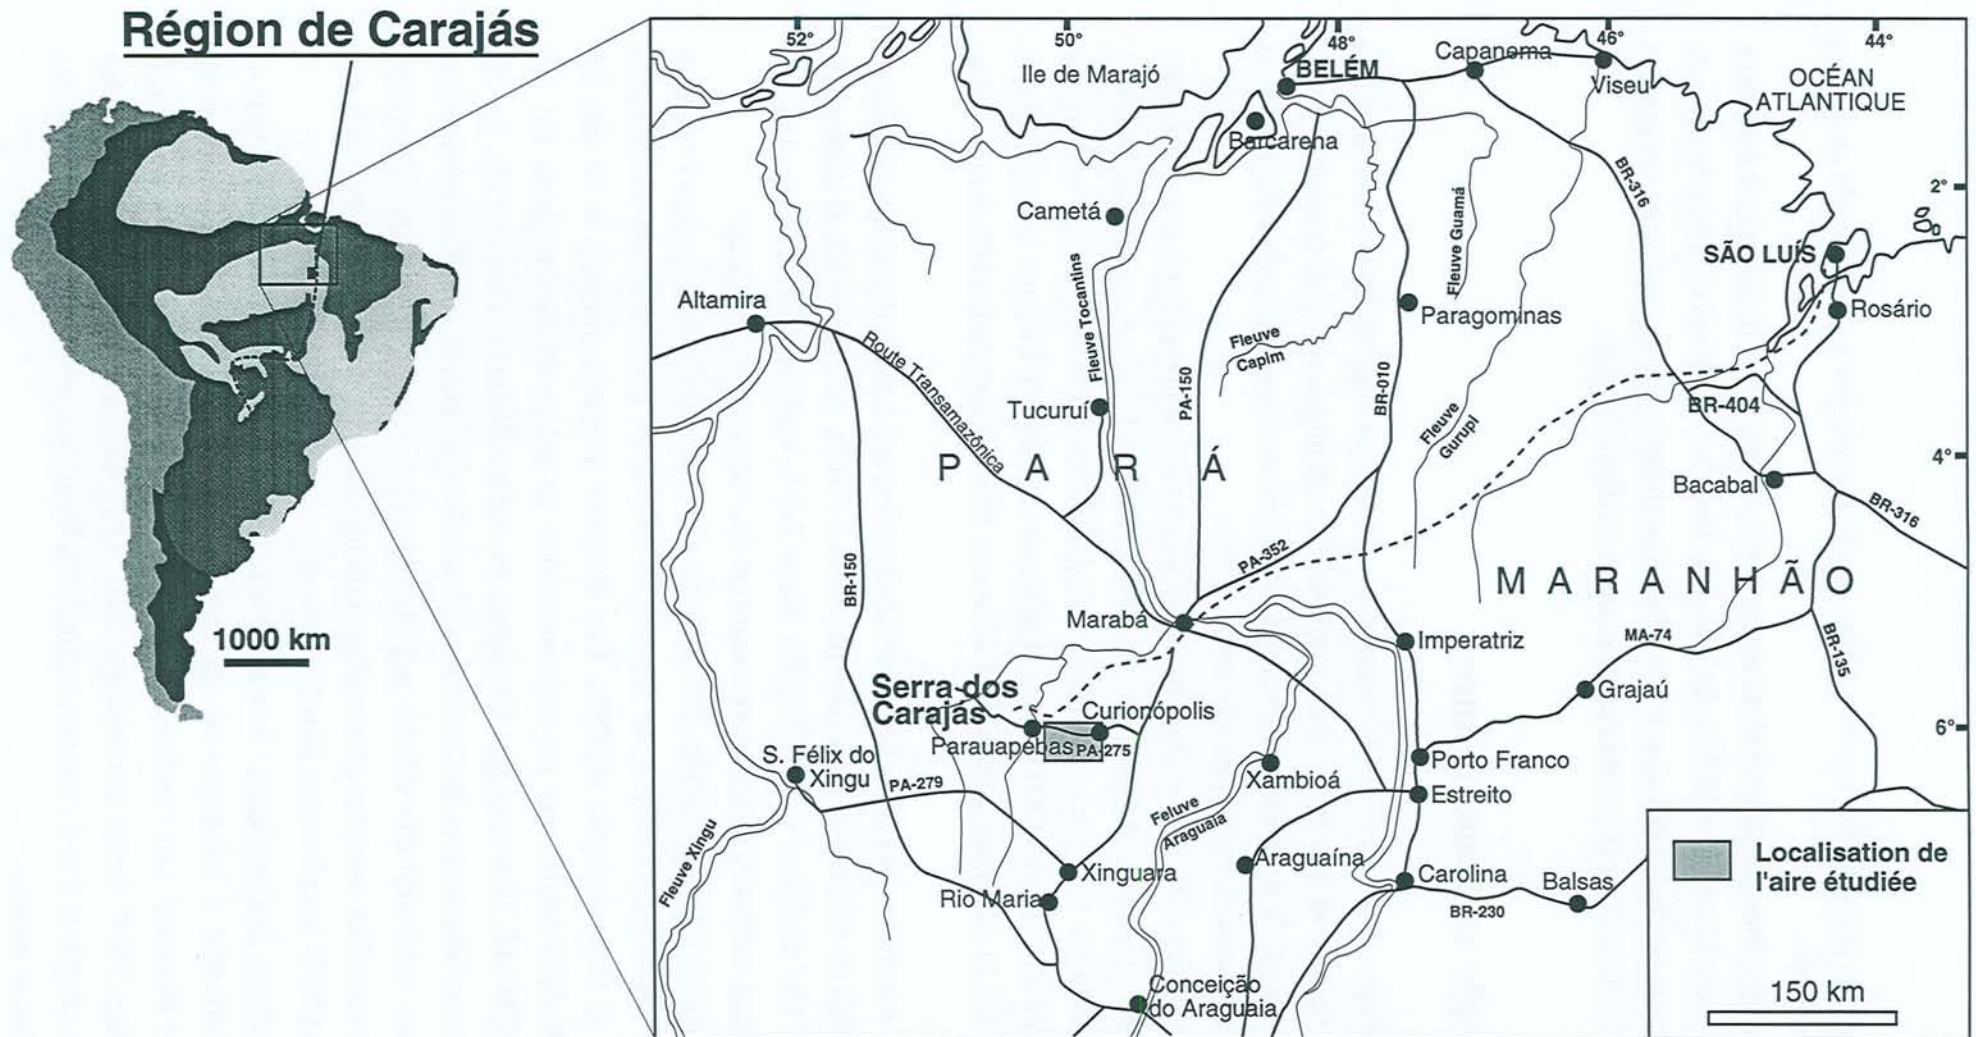 Région de Carajás
1000 km
52°
50°
48°
46°
44°
2°
4°
6°
Ile de Marajó
BELÉM
Capanema
Viseu
OCÉAN
ATLANTIQUE
Barcarena
BR-316
Cametá
Fleuve Guamá
SÃO LUÍS
Altamira
Fleuve Tocantins
Paragominas
Rosário
Route Transamazônica
Fleuve
Capim
PA-150
BR-010
Tucuruí
Fleuve
Gurupi
BR-404
PARÁ
Bacabal
BR-316
BR-150
PA-352
MARANHÃO
Marabá
Imperatriz
MA-74
BR-135
Serra dos
Carajás
Curionópolis
Grajaú
Parauapebas
PA-275
S. Félix do
Xingu
PA-279
Xambioá
Porto Franco
Estreito
Feluve
Araguaia
Fleuve Xingu
Xinguara
Rio Maria
Araguaína
Carolina
Balsas
BR-230
Conceição
do Araguaia
Localisation de
l'aire étudiée
150 km